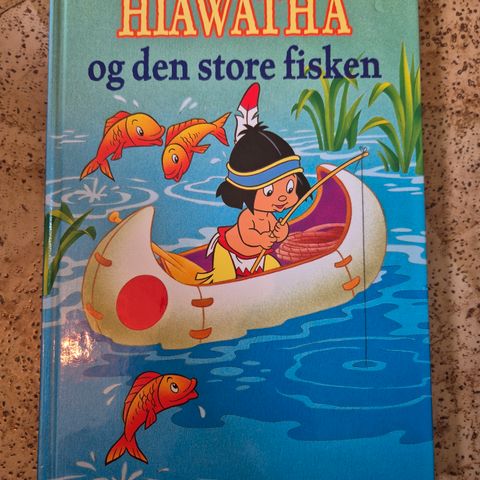 HIAWATHA
og den store fisken